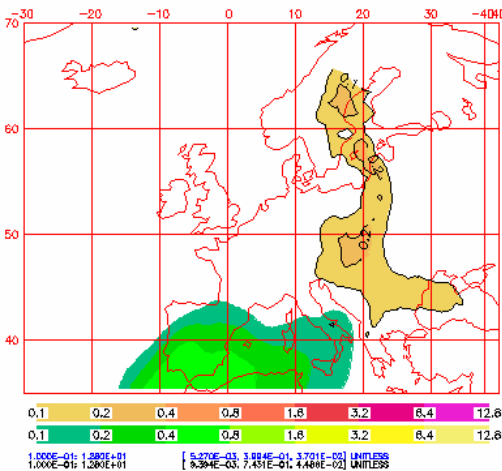 -30 -20 -10 0 10 20 30 40
70
60
50
40
0.2
0.1 0.2 0.4 0.8 1.6 3.2 6.4 12.8
0.1 0.2 0.4 0.8 1.6 3.2 6.4 12.8
1.000E-01: 1.280E+01 [ 5.270E-03, 3.994E-01, 3.701E-02] UNITLESS
1.000E-01: 1.280E+01 [ 9.394E-03, 7.431E-01, 4.488E-02] UNITLESS